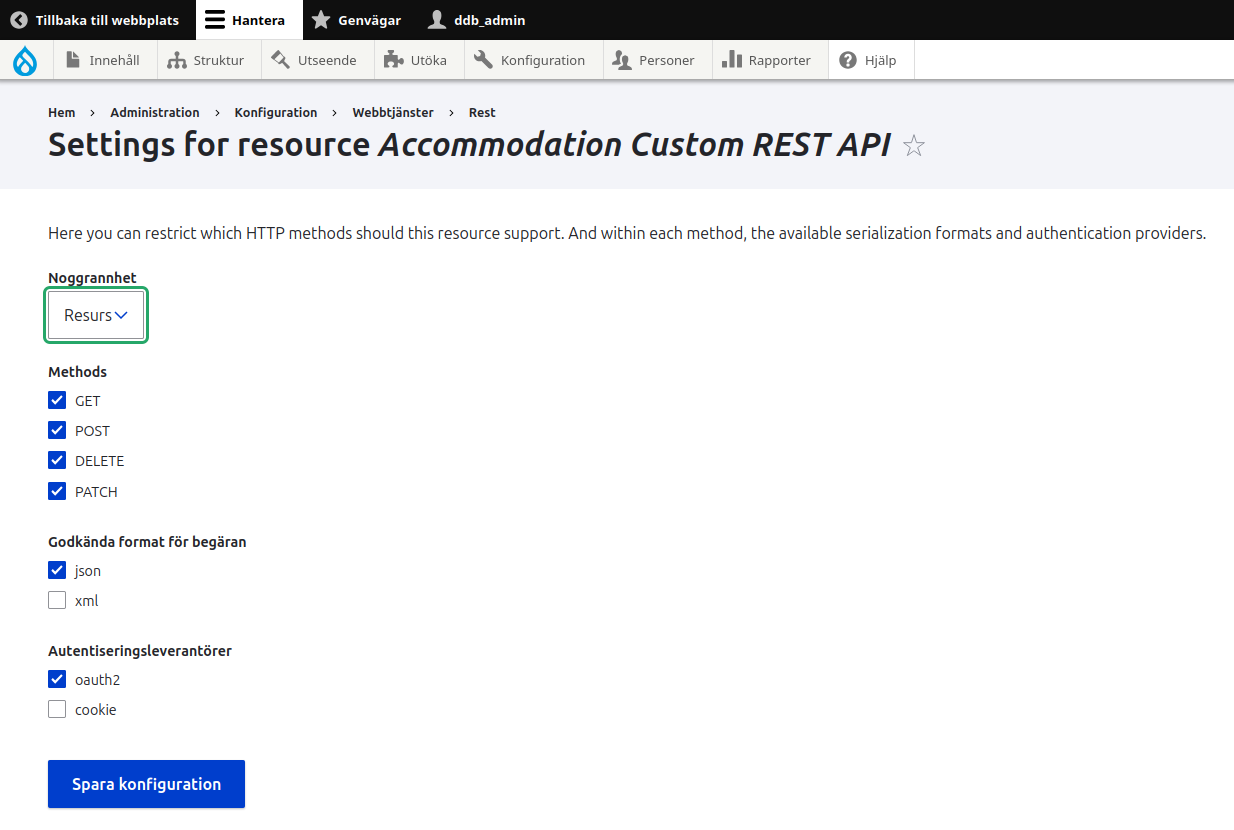 Tillbaka till webbplats Hantera Genvägar ddb_admin
Innehåll Struktur Utseende Utöka Konfiguration Personer Rapporter Hjälp
Hem › Administration › Konfiguration › Webbtjänster › Rest
Settings for resource Accommodation Custom REST API
Here you can restrict which HTTP methods should this resource support. And within each method, the available serialization formats and authentication providers.
Noggrannhet
Resurs
Methods
GET
POST
DELETE
PATCH
Godkända format för begäran
json
xml
Autentiseringsleverantörer
oauth2
cookie
Spara konfiguration